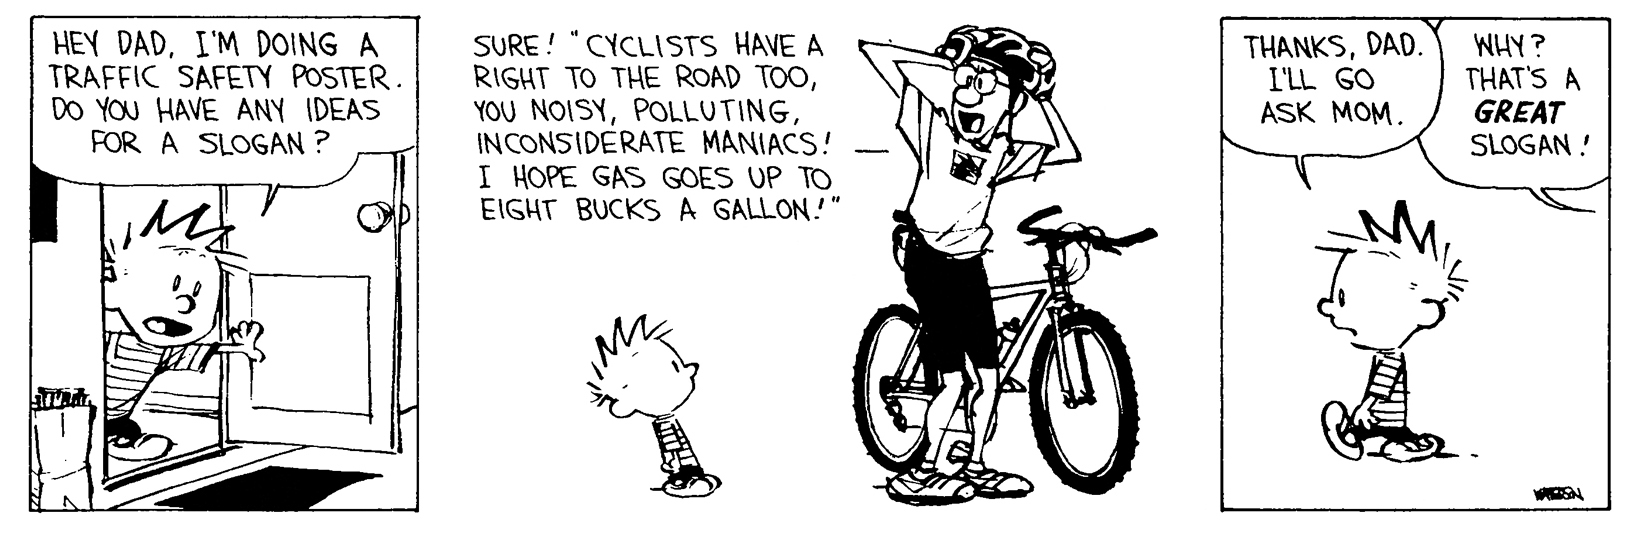 HEY DAD, I'M DOING A
TRAFFIC SAFETY POSTER.
DO YOU HAVE ANY IDEAS
FOR A SLOGAN?
SURE! "CYCLISTS HAVE A
RIGHT TO THE ROAD TOO,
YOU NOISY, POLLUTING,
INCONSIDERATE MANIACS!
I HOPE GAS GOES UP TO
EIGHT BUCKS A GALLON!"
THANKS, DAD.
I'LL GO
ASK MOM.
WHY?
THAT'S A
GREAT
SLOGAN!
WATTERSON